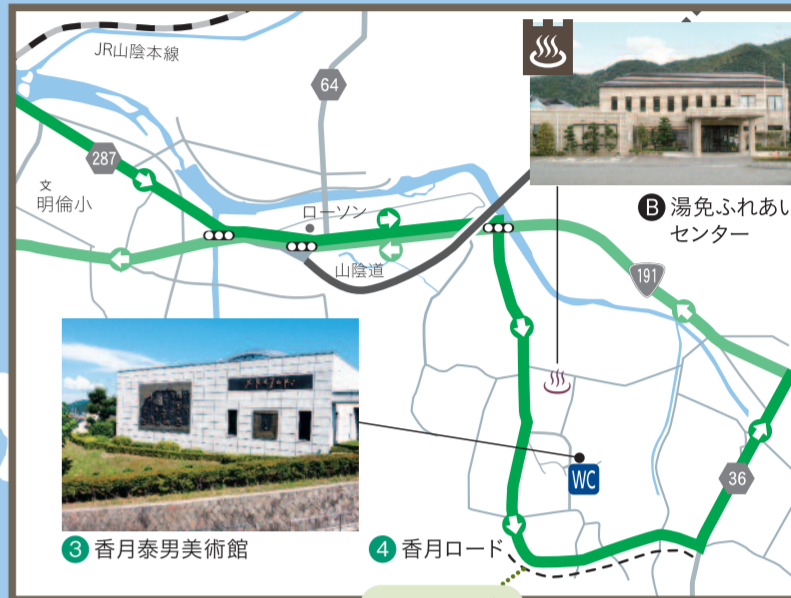 JR山陰本線
64
287
文
明倫小
ローソン
山陰道
B 湯免ふれあい
センター
191
36
WC
3 香月泰男美術館
4 香月ロード